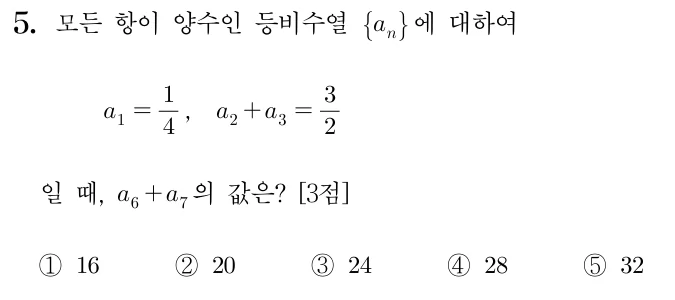 5. 모든 항이 양수인 등비수열 {aₙ}에 대하여
a₁ = 1/4, a₂+a₃ = 3/2
일 때, a₆+a₇의 값은? [3점]
① 16 ② 20 ③ 24 ④ 28 ⑤ 32